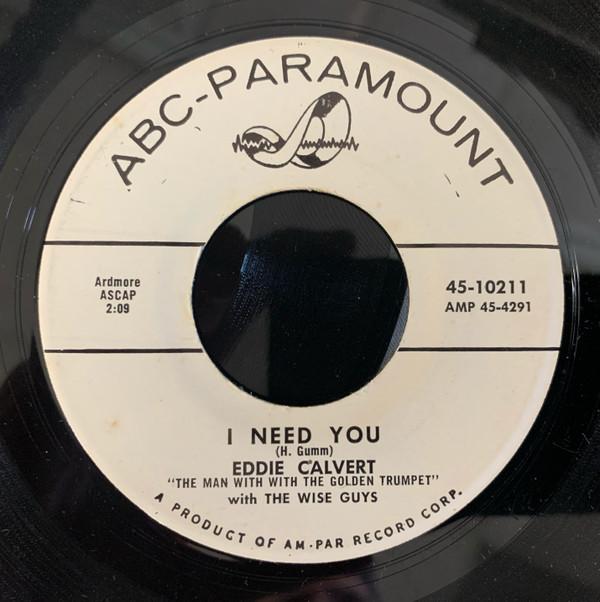 ABC-PARAMOUNT
Ardmore
ASCAP
2:09
45-10211
AMP 45-4291
I NEED YOU
(H. Gumm)
EDDIE CALVERT
"THE MAN WITH WITH THE GOLDEN TRUMPET"
with THE WISE GUYS
A PRODUCT OF AM-PAR RECORD CORP.